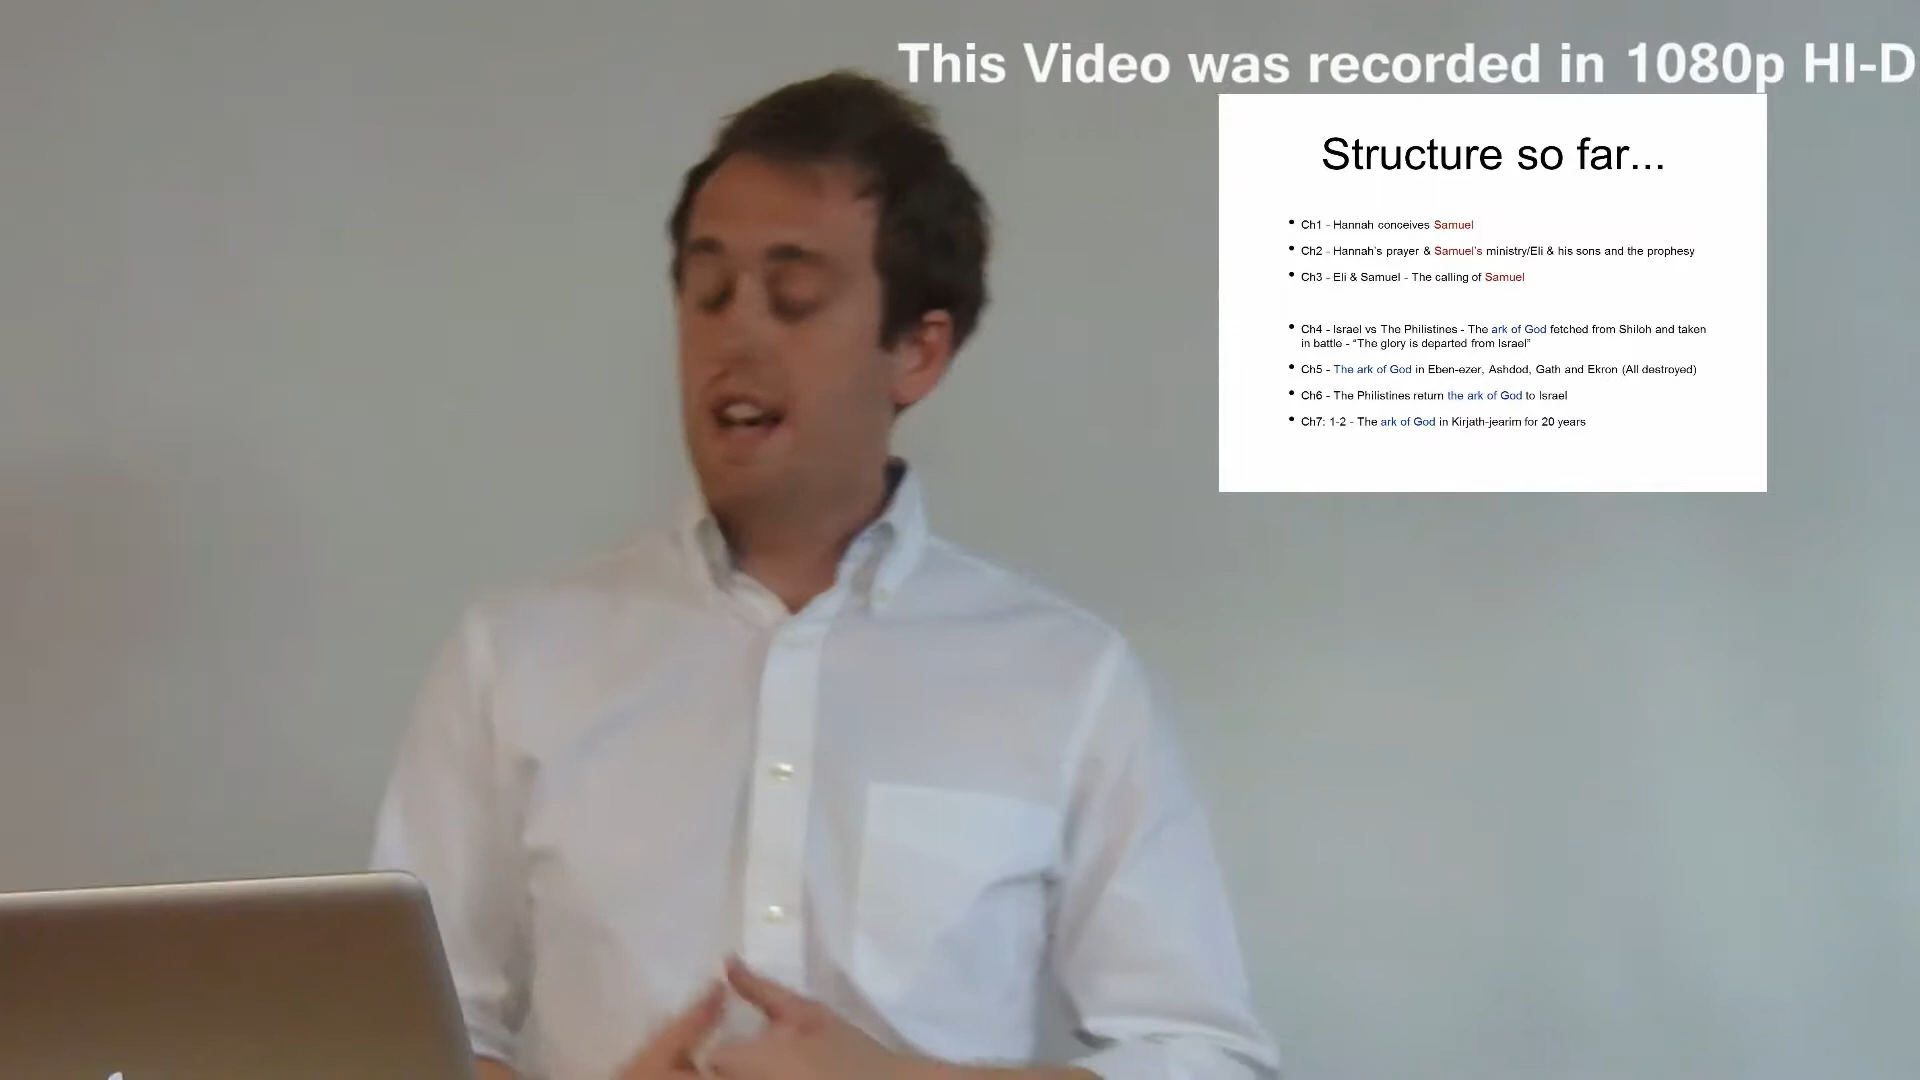 This Video was recorded in 1080p HI-D
Structure so far...
• Ch1 - Hannah conceives Samuel
• Ch2 - Hannah's prayer & Samuel's ministry/Eli & his sons and the prophesy
• Ch3 - Eli & Samuel - The calling of Samuel
• Ch4 - Israel vs The Philistines - The ark of God fetched from Shiloh and taken
in battle - “The glory is departed from Israel”
• Ch5 - The ark of God in Eben-ezer, Ashdod, Gath and Ekron (All destroyed)
• Ch6 - The Philistines return the ark of God to Israel
• Ch7: 1-2 - The ark of God in Kirjath-jearim for 20 years